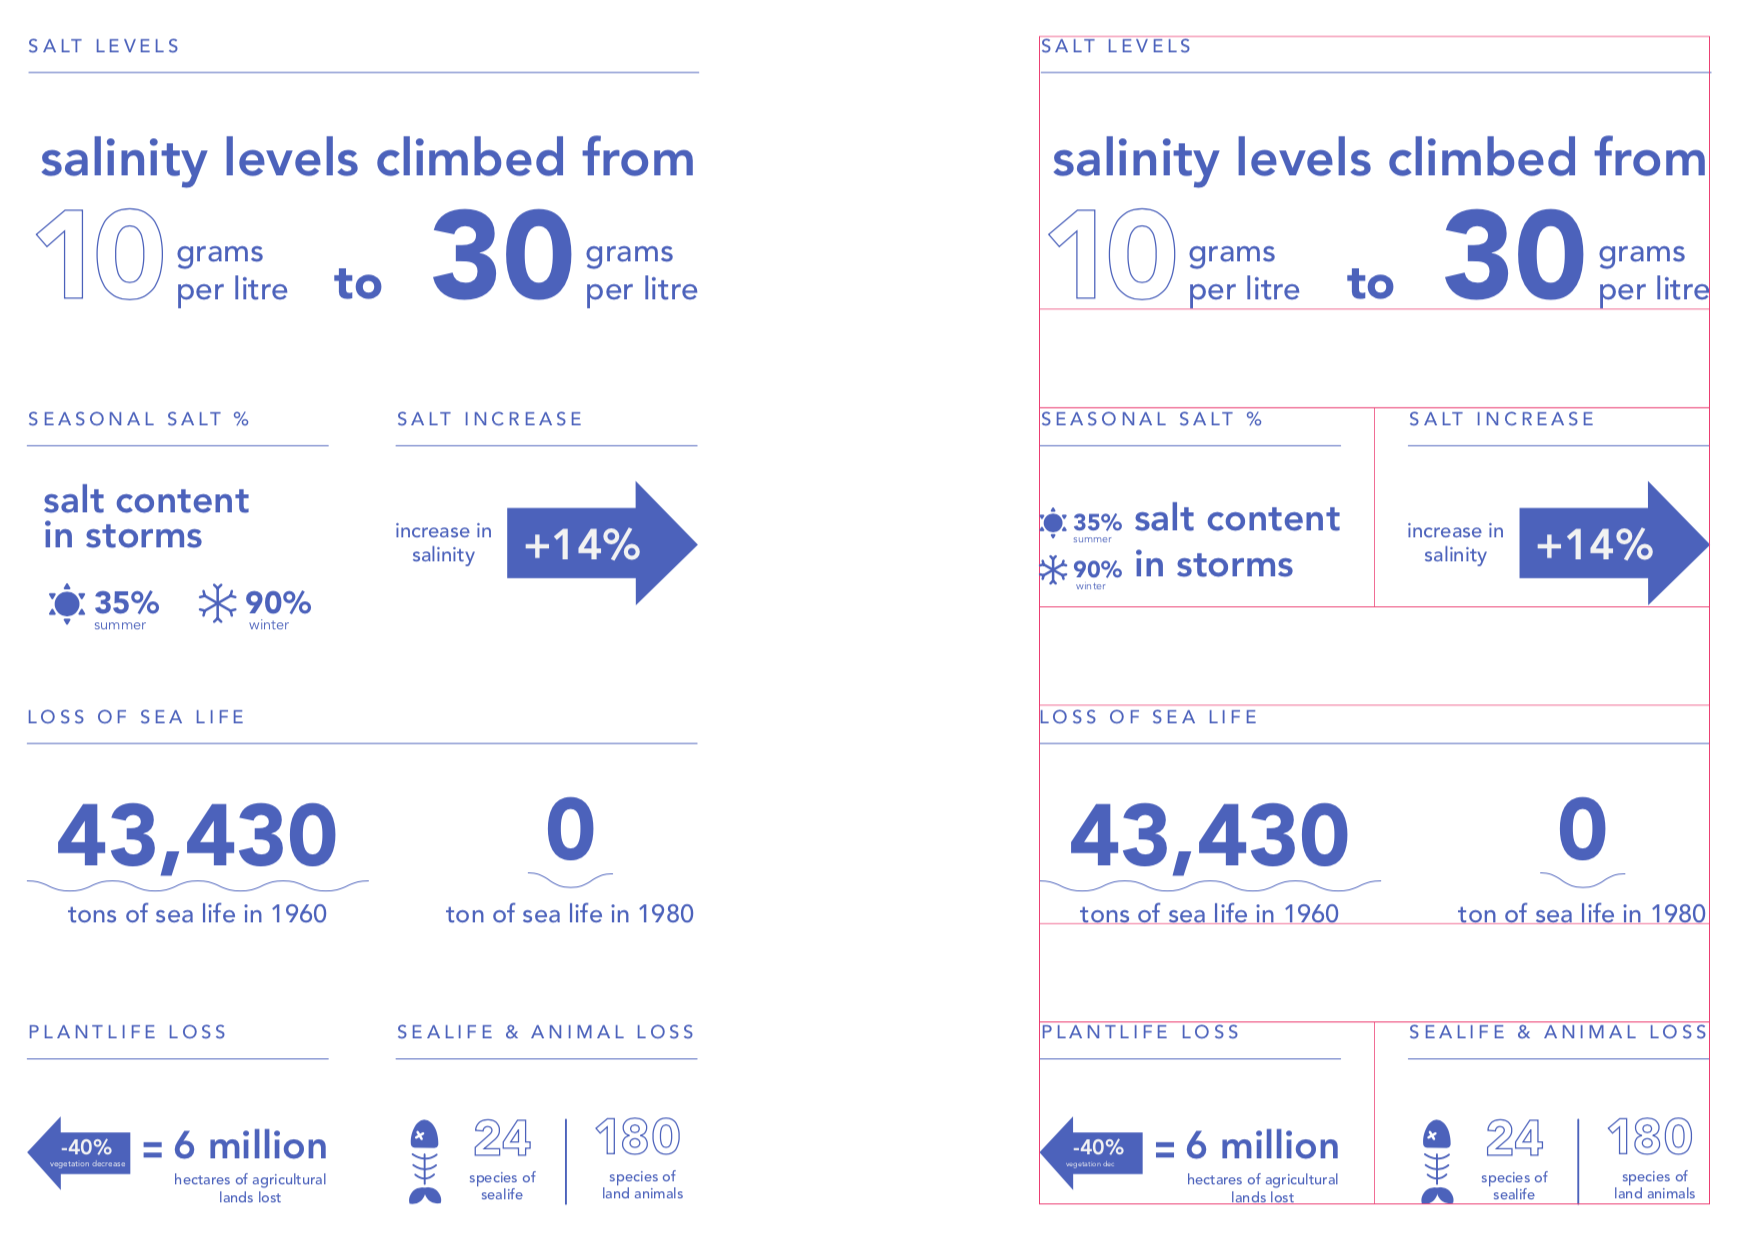 SALT LEVELS
salinity levels climbed from
10 grams per litre to 30 grams per litre
SEASONAL SALT %
salt content
in storms
35%
summer
90%
winter
SALT INCREASE
increase in
salinity
+14%
LOSS OF SEA LIFE
43,430
tons of sea life in 1960
0
ton of sea life in 1980
PLANTLIFE LOSS
-40%
vegetation decrease
= 6 million
hectares of agricultural
lands lost
SEALIFE & ANIMAL LOSS
24
species of
sealife
180
species of
land animals
SALT LEVELS
salinity levels climbed from
10 grams per litre to 30 grams per litre
SEASONAL SALT %
35%
summer
90%
winter
salt content
in storms
SALT INCREASE
increase in
salinity
+14%
LOSS OF SEA LIFE
43,430
tons of sea life in 1960
0
ton of sea life in 1980
PLANTLIFE LOSS
-40%
vegetation dec
= 6 million
hectares of agricultural
lands lost
SEALIFE & ANIMAL LOSS
24
species of
sealife
180
species of
land animals